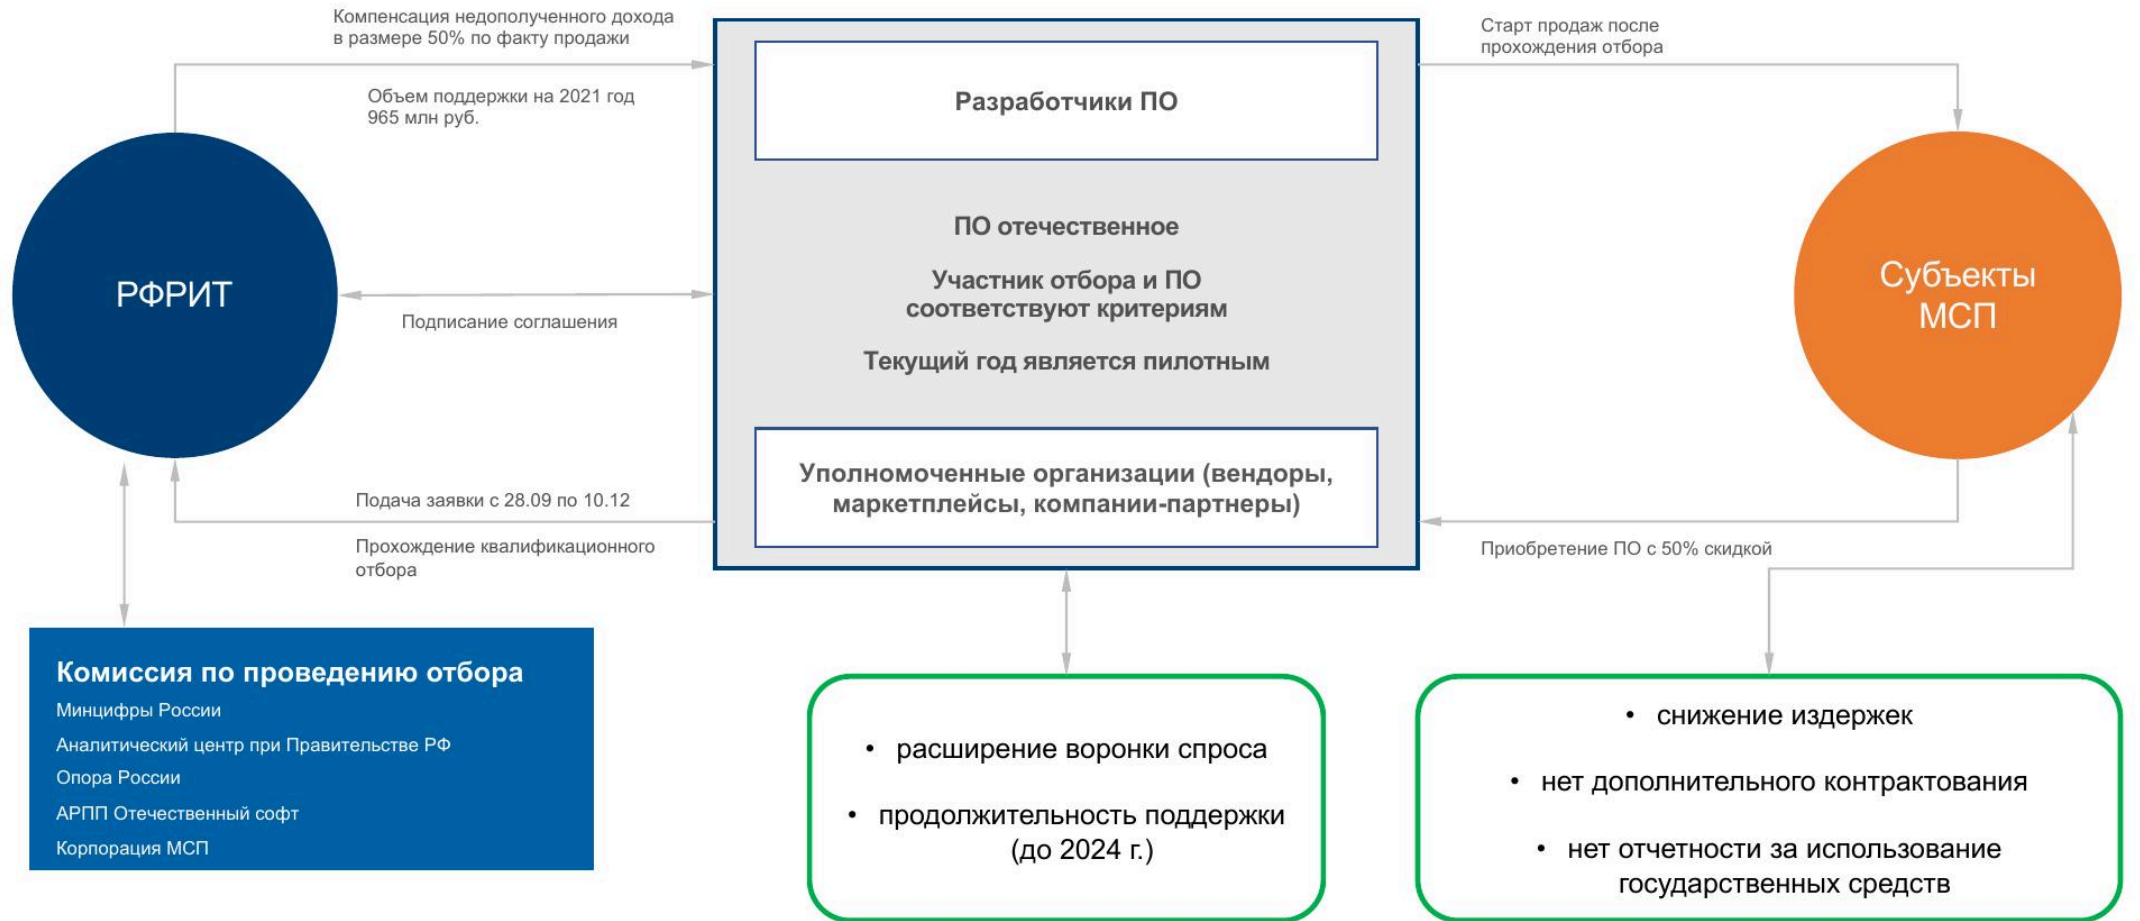 Компенсация недополученного дохода
в размере 50% по факту продажи
Объем поддержки на 2021 год
965 млн руб.
РФРИТ
Подписание соглашения
Подача заявки с 28.09 по 10.12
Прохождение квалификационного
отбора
Комиссия по проведению отбора
Минцифры России
Аналитический центр при Правительстве РФ
Опора России
АРПП Отечественный софт
Корпорация МСП
Разработчики ПО
ПО отечественное
Участник отбора и ПО
соответствуют критериям
Текущий год является пилотным
Уполномоченные организации (вендоры,
маркетплейсы, компании-партнеры)
• расширение воронки спроса
• продолжительность поддержки
(до 2024 г.)
Старт продаж после
прохождения отбора
Субъекты
МСП
Приобретение ПО с 50% скидкой
• снижение издержек
• нет дополнительного контрактования
• нет отчетности за использование
государственных средств